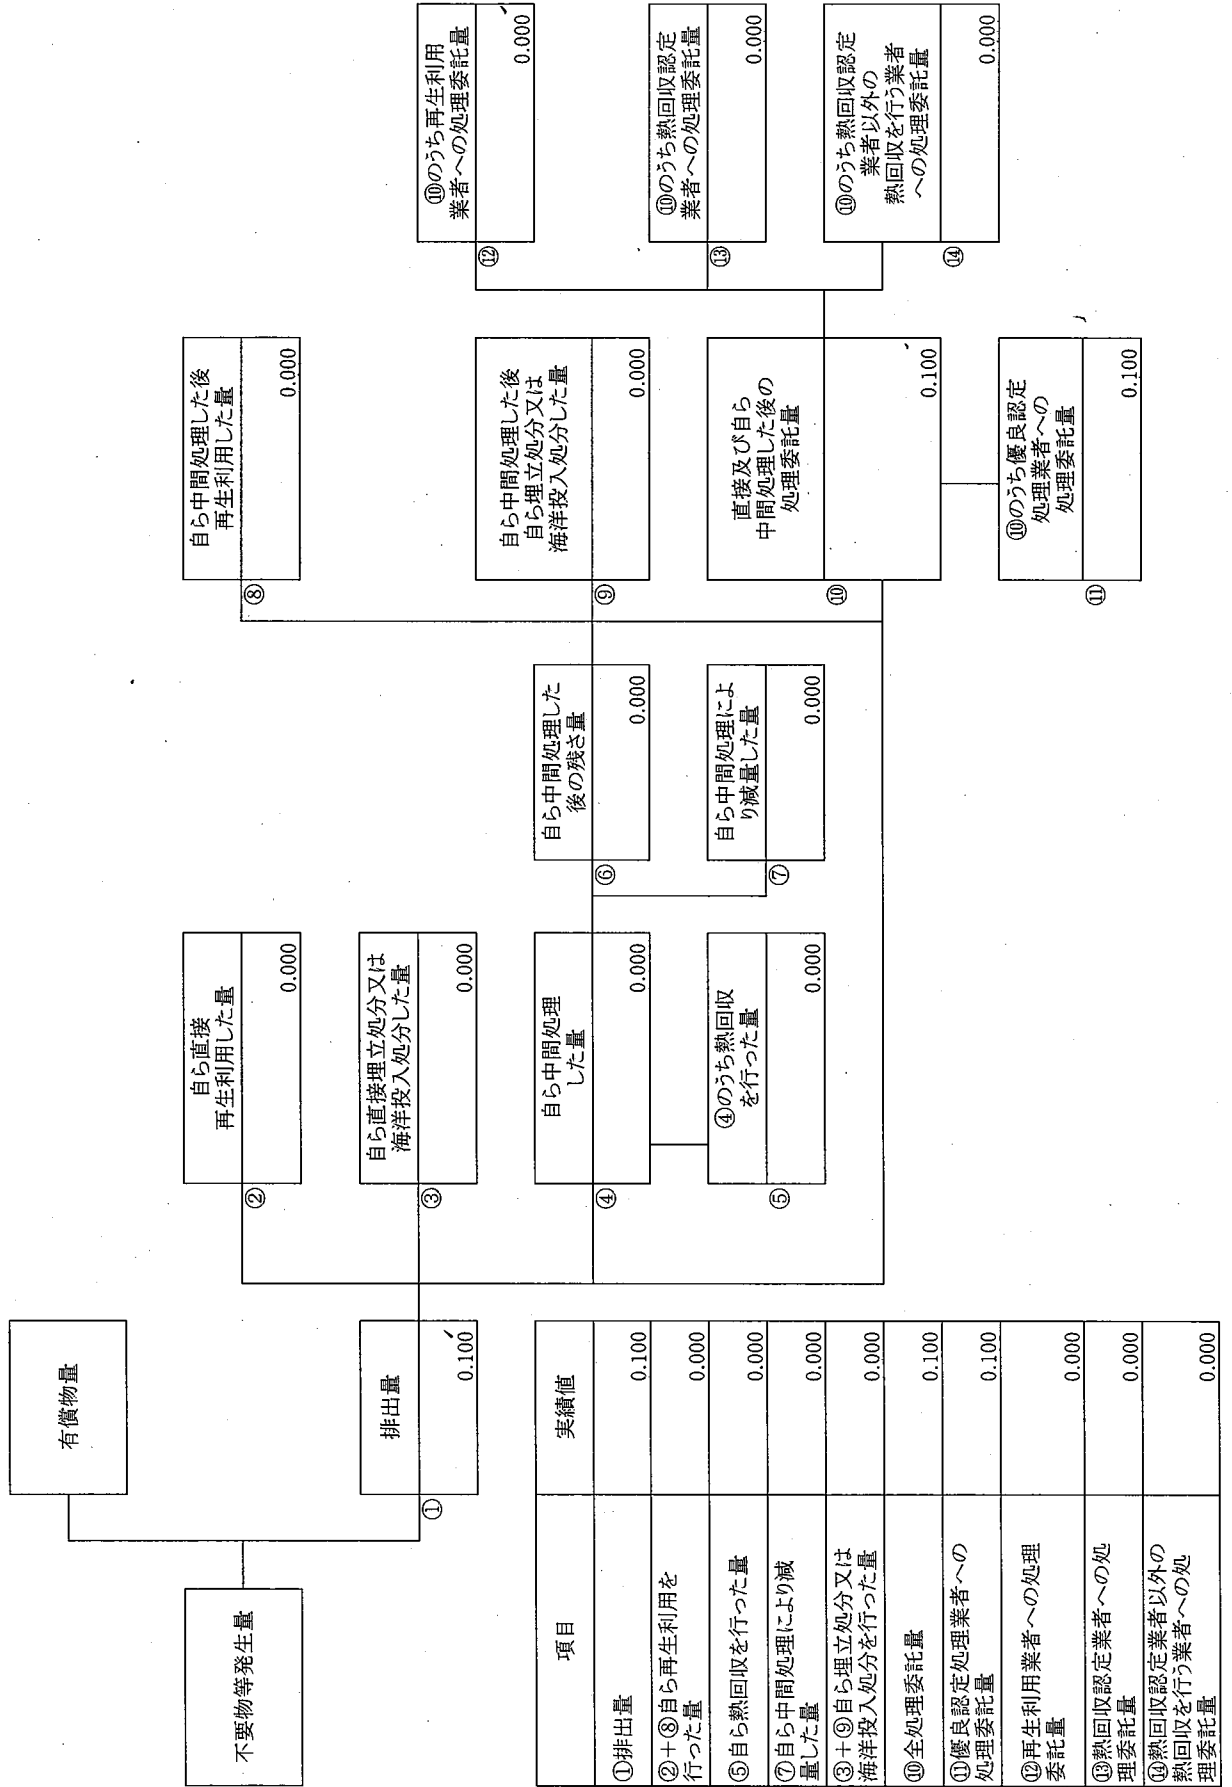 不要物等発生量
有償物量
①
排出量
0.100
②
自ら直接
再生利用した量
0.000
③
自ら直接埋立処分又は
海洋投入処分した量
0.000
④
自ら中間処理
した量
0.000
⑤
④のうち熱回収
を行った量
0.000
⑥
自ら中間処理した
後の残さ量
0.000
⑦
自ら中間処理によ
り減量した量
0.000
⑧
自ら中間処理した後
再生利用した量
0.000
⑨
自ら中間処理した後
自ら埋立処分又は
海洋投入処分した量
0.000
⑩
直接及び自ら
中間処理した後の
処理委託量
0.100
⑪
⑩のうち優良認定
処理業者への
処理委託量
0.100
⑫
⑩のうち再生利用
業者への処理委託量
0.000
⑬
⑩のうち熱回収認定
業者への処理委託量
0.000
⑭
⑩のうち熱回収認定
業者以外の
熱回収を行う業者
への処理委託量
0.000
項目 実績値
①排出量 0.100
②+⑧自ら再生利用を
行った量 0.000
⑤自ら熱回収を行った量 0.000
⑦自ら中間処理により減
量した量 0.000
③+⑨自ら埋立処分又は
海洋投入処分を行った量 0.000
⑩全処理委託量 0.100
⑪優良認定処理業者への
処理委託量 0.100
⑫再生利用業者への処理
委託量 0.000
⑬熱回収認定業者への処
理委託量 0.000
⑭熱回収認定業者以外の
熱回収を行う業者への処
理委託量 0.000